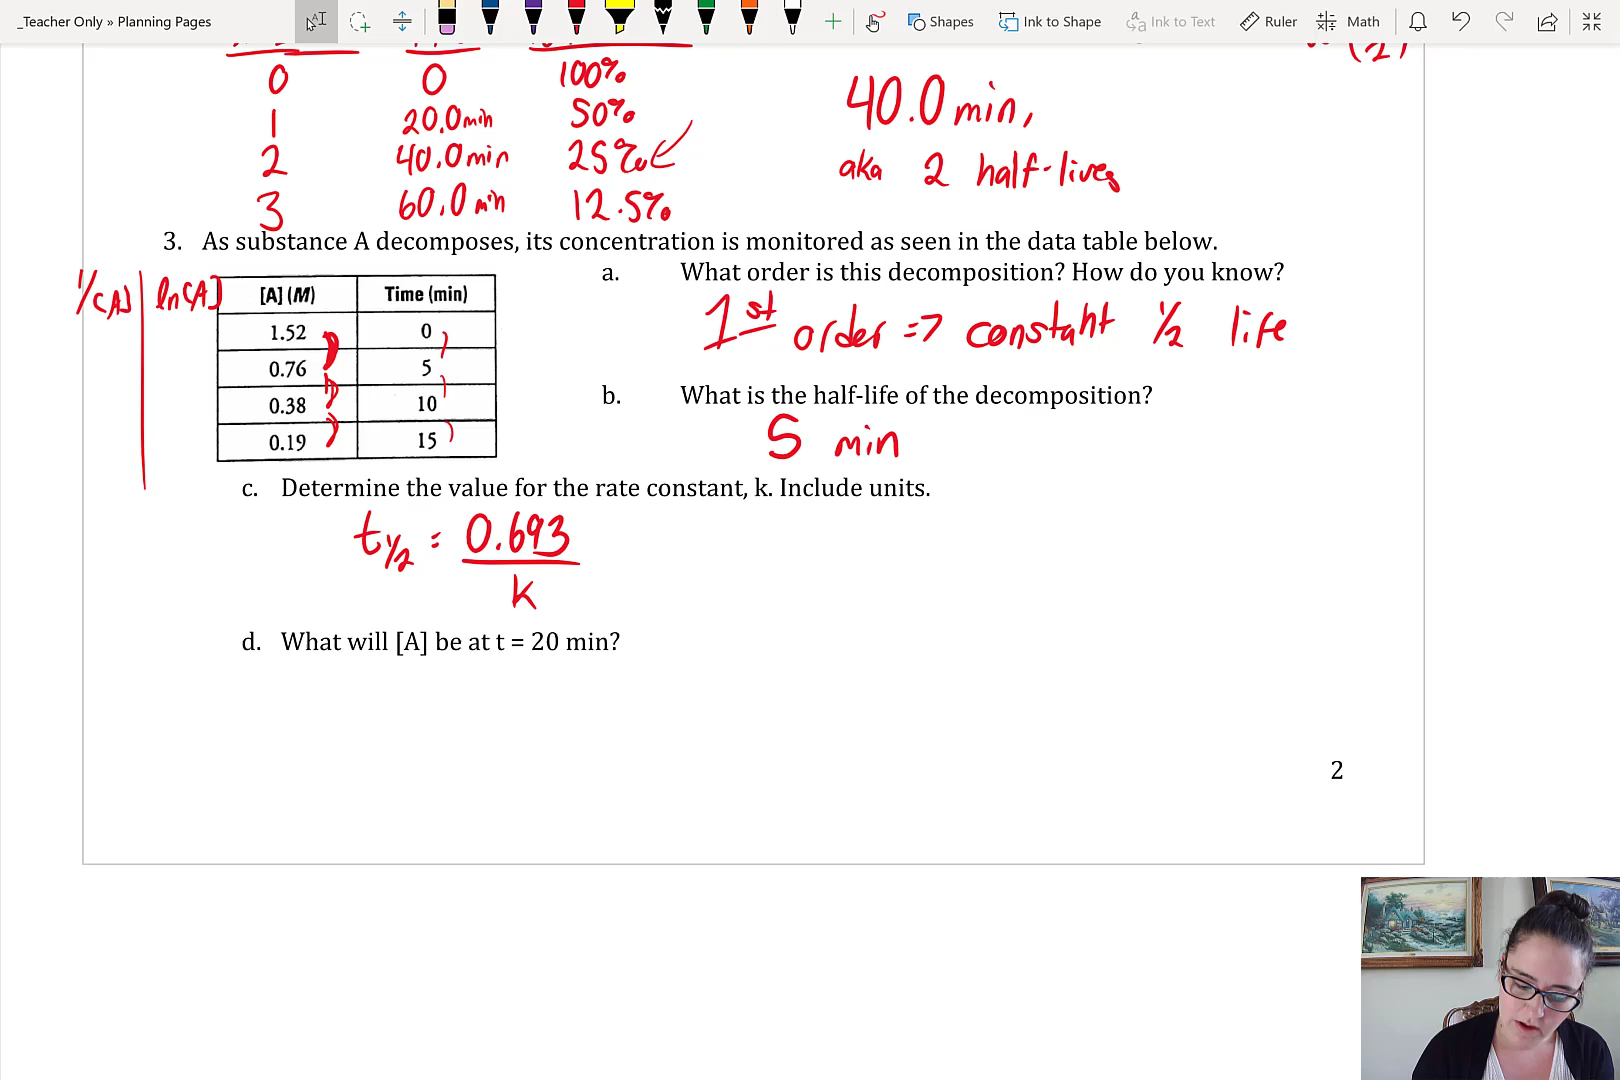 _Teacher Only » Planning Pages
Shapes
Ink to Shape
Ink to Text
Ruler
Math
0 0 100%
1 20.0 min 50%
2 40.0 min 25%
3 60.0 min 12.5%
40.0 min,
aka 2 half-lives
3. As substance A decomposes, its concentration is monitored as seen in the data table below.
1/[A] ln[A] [A] (M) Time (min)
1.52 0
0.76 5
0.38 10
0.19 15
a. What order is this decomposition? How do you know?
1st order => constant 1/2 life
b. What is the half-life of the decomposition?
5 min
c. Determine the value for the rate constant, k. Include units.
t1/2 = 0.693
k
d. What will [A] be at t = 20 min?
2